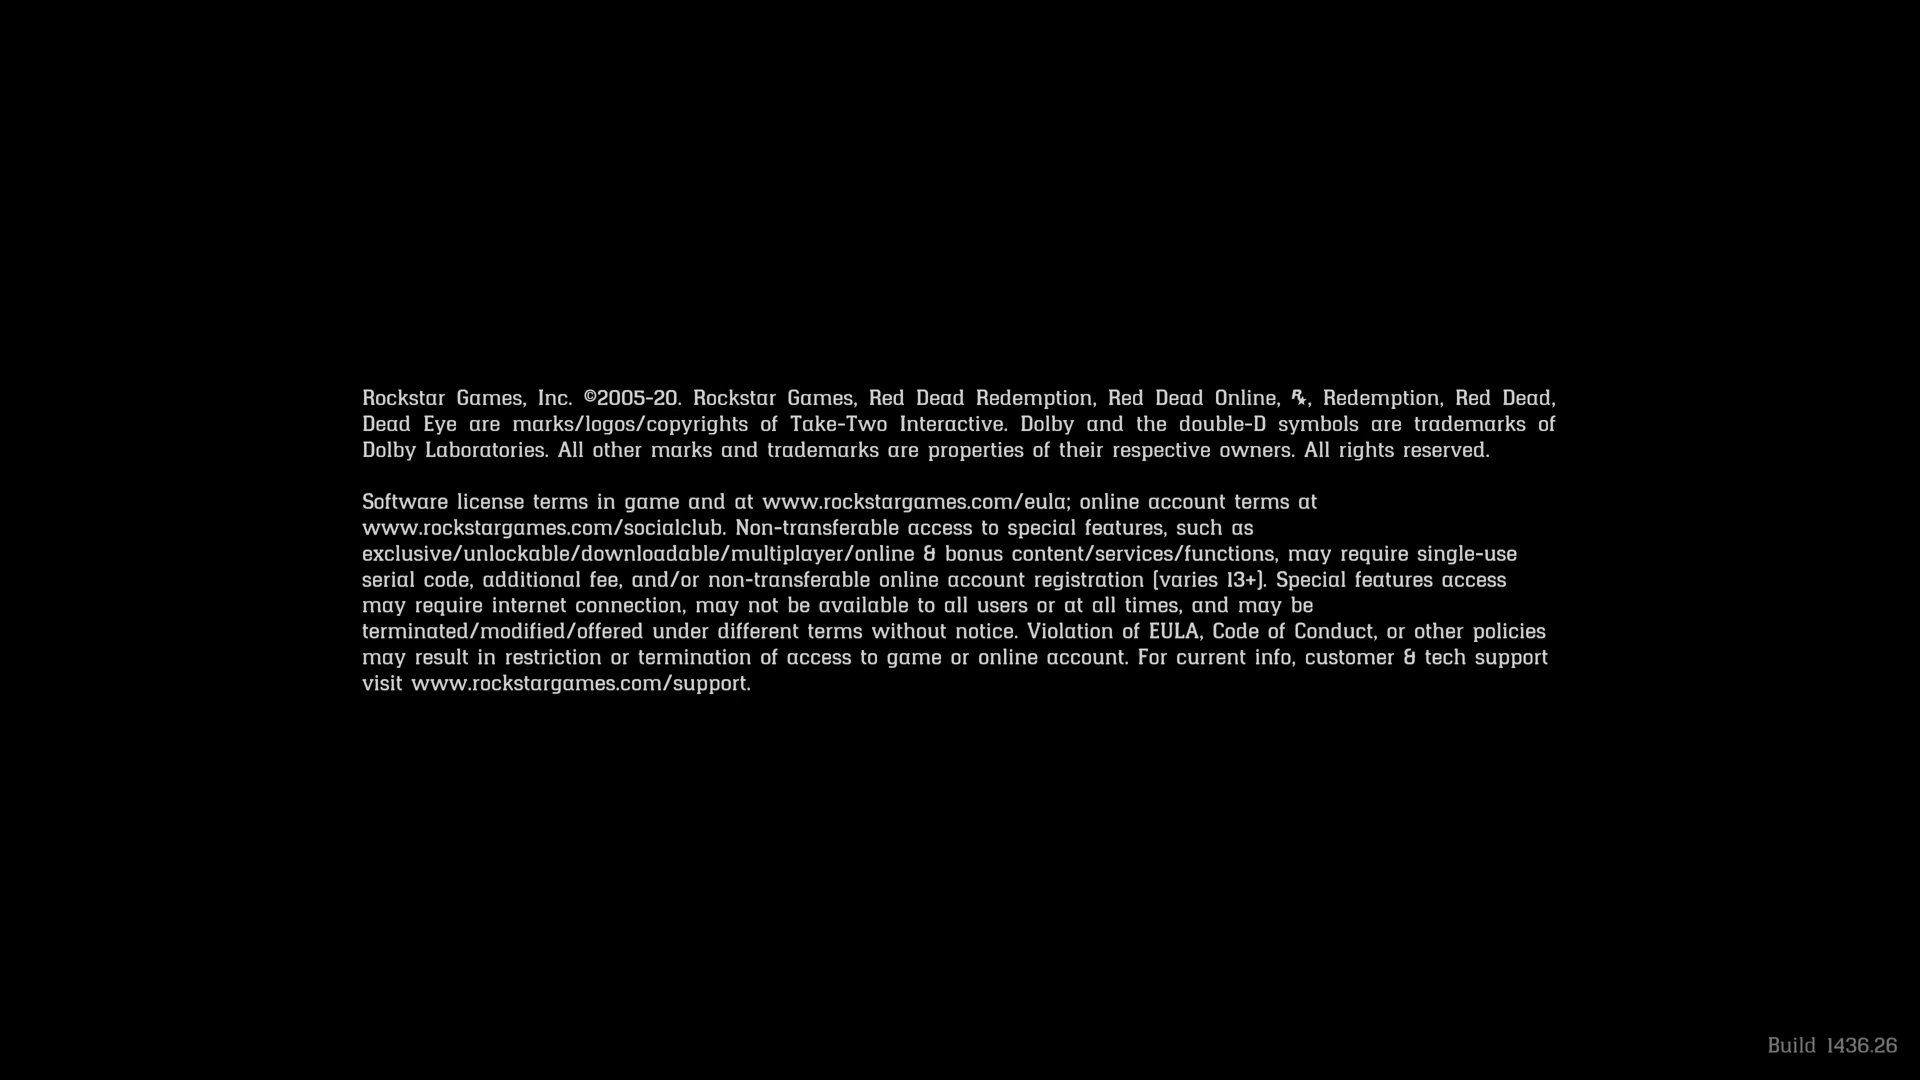 Rockstar Games, Inc. ©2005-20. Rockstar Games, Red Dead Redemption, Red Dead Online, R★, Redemption, Red Dead,
Dead Eye are marks/logos/copyrights of Take-Two Interactive. Dolby and the double-D symbols are trademarks of
Dolby Laboratories. All other marks and trademarks are properties of their respective owners. All rights reserved.
Software license terms in game and at www.rockstargames.com/eula; online account terms at
www.rockstargames.com/socialclub. Non-transferable access to special features, such as
exclusive/unlockable/downloadable/multiplayer/online & bonus content/services/functions, may require single-use
serial code, additional fee, and/or non-transferable online account registration (varies 13+). Special features access
may require internet connection, may not be available to all users or at all times, and may be
terminated/modified/offered under different terms without notice. Violation of EULA, Code of Conduct, or other policies
may result in restriction or termination of access to game or online account. For current info, customer & tech support
visit www.rockstargames.com/support.
Build 1436.26